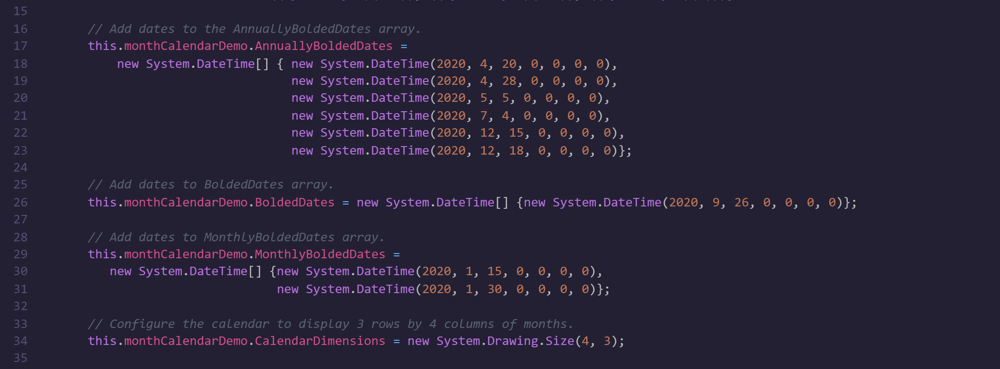 15
16 // Add dates to the AnnuallyBoldedDates array.
17 this.monthCalendarDemo.AnnuallyBoldedDates =
18 new System.DateTime[] { new System.DateTime(2020, 4, 20, 0, 0, 0, 0),
19 new System.DateTime(2020, 4, 28, 0, 0, 0, 0),
20 new System.DateTime(2020, 5, 5, 0, 0, 0, 0),
21 new System.DateTime(2020, 7, 4, 0, 0, 0, 0),
22 new System.DateTime(2020, 12, 15, 0, 0, 0, 0),
23 new System.DateTime(2020, 12, 18, 0, 0, 0, 0)};
24
25 // Add dates to BoldedDates array.
26 this.monthCalendarDemo.BoldedDates = new System.DateTime[] {new System.DateTime(2020, 9, 26, 0, 0, 0, 0)};
27
28 // Add dates to MonthlyBoldedDates array.
29 this.monthCalendarDemo.MonthlyBoldedDates =
30 new System.DateTime[] {new System.DateTime(2020, 1, 15, 0, 0, 0, 0),
31 new System.DateTime(2020, 1, 30, 0, 0, 0, 0)};
32
33 // Configure the calendar to display 3 rows by 4 columns of months.
34 this.monthCalendarDemo.CalendarDimensions = new System.Drawing.Size(4, 3);
35